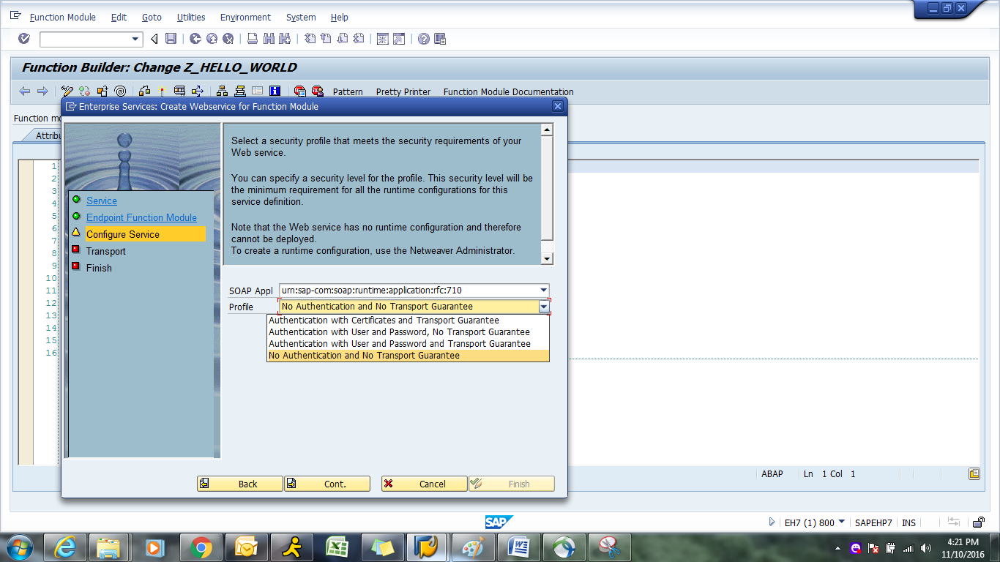 Function Module Edit Goto Utilities Environment System Help
Function Builder: Change Z_HELLO_WORLD
Pattern Pretty Printer Function Module Documentation
Enterprise Services: Create Webservice for Function Module
Function mo
Attribu
Select a security profile that meets the security requirements of your
Web service.
You can specify a security level for the profile. This security level will be
the minimum requirement for all the runtime configurations for this
service definition.
Note that the Web service has no runtime configuration and therefore
cannot be deployed.
To create a runtime configuration, use the Netweaver Administrator.
Service
Endpoint Function Module
Configure Service
Transport
Finish
1
2
3
4
5
6
7
8
9
10
11
12
13
14
15
16
SOAP Appl urn:sap-com:soap:runtime:application:rfc:710
Profile No Authentication and No Transport Guarantee
Authentication with Certificates and Transport Guarantee
Authentication with User and Password, No Transport Guarantee
Authentication with User and Password and Transport Guarantee
No Authentication and No Transport Guarantee
Back Cont. Cancel Finish
ABAP Ln 1 Col 1
SAP
EH7 (1) 800 SAPEHP7 INS
4:21 PM
11/10/2016